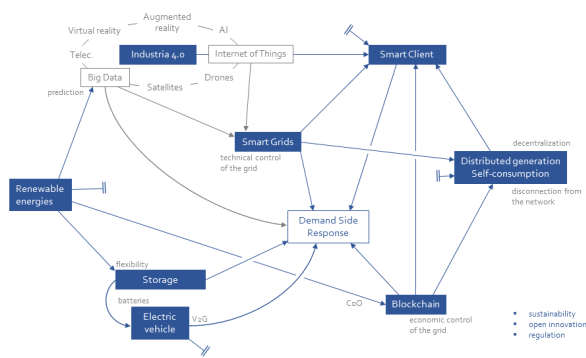 Augmented
reality
Virtual reality
AI
Industria 4.0
Internet of Things
Smart Client
Telec.
Big Data
Drones
Satellites
prediction
Smart Grids
technical control
of the grid
decentralization
Distributed generation
Self-consumption
disconnection from
the network
Renewable
energies
Demand Side
Response
flexibility
Storage
batteries
Electric
vehicle
V2G
CoO
Blockchain
economic control
of the grid
▪ sustainability
▪ open innovation
▪ regulation